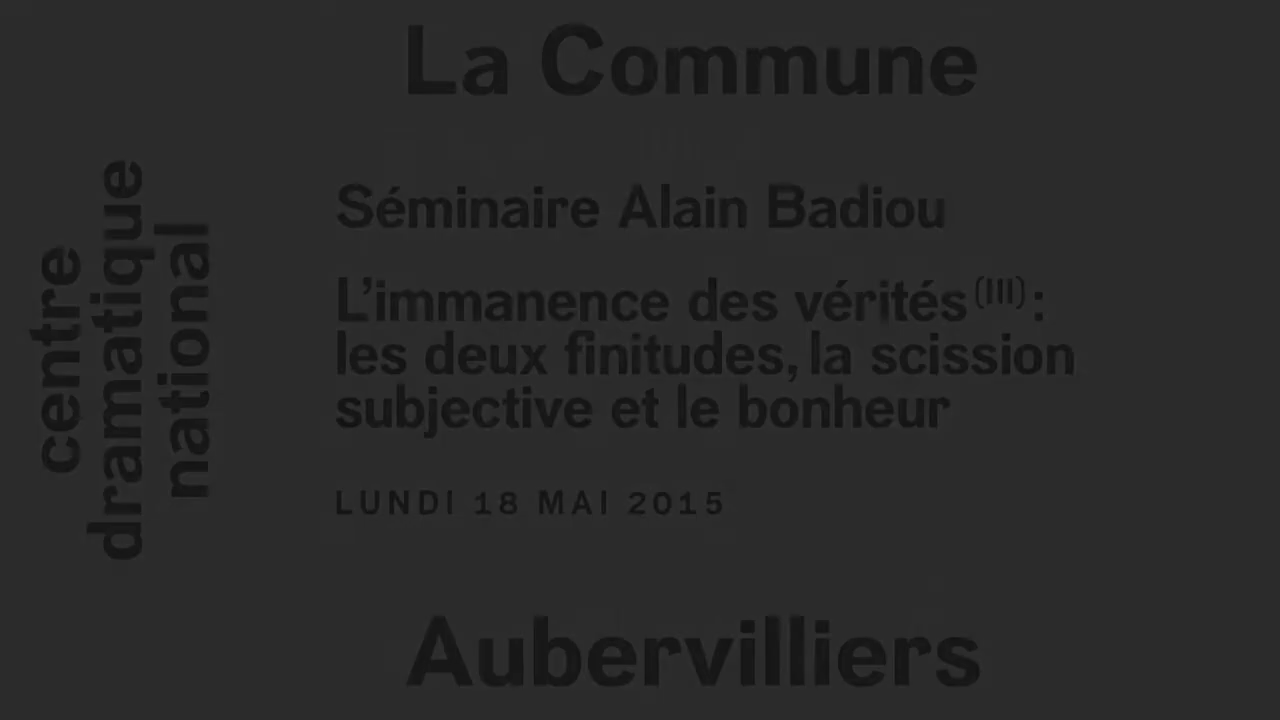 La Commune
centre
dramatique
national
Séminaire Alain Badiou
L'immanence des vérités (III) :
les deux finitudes, la scission
subjective et le bonheur
LUNDI 18 MAI 2015
Aubervilliers